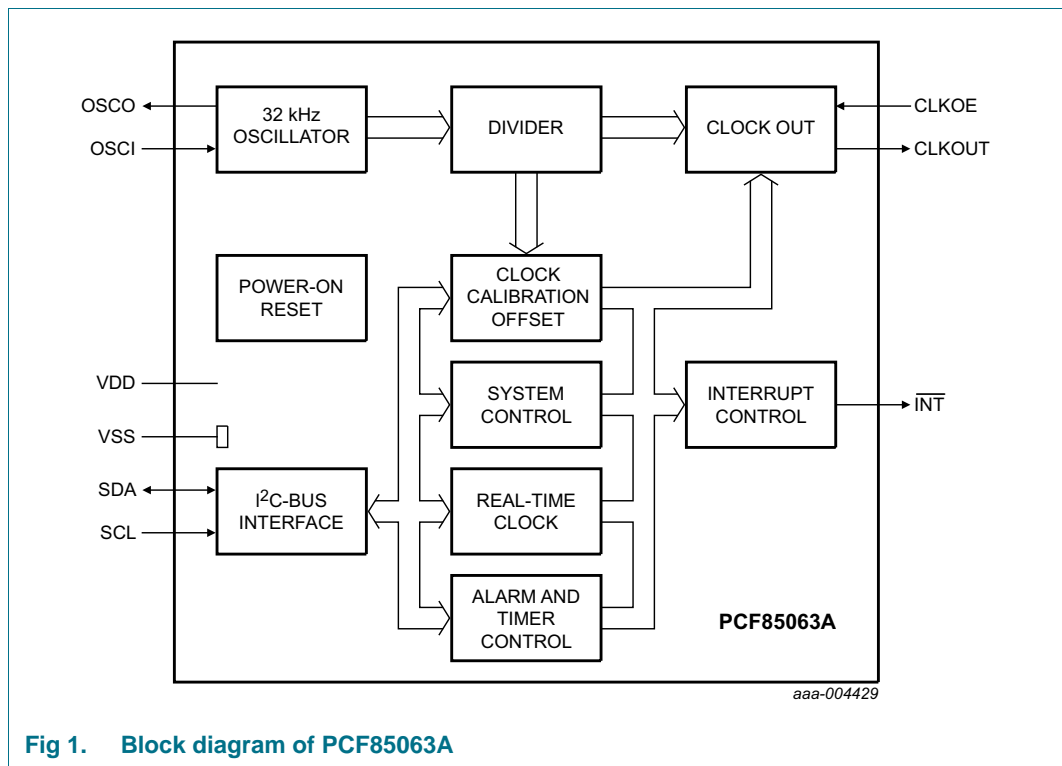 OSCO
OSCI
32 kHz
OSCILLATOR
DIVIDER
CLOCK OUT
CLKOE
CLKOUT
POWER-ON
RESET
CLOCK
CALIBRATION
OFFSET
VDD
VSS
SYSTEM
CONTROL
INTERRUPT
CONTROL
INT
SDA
SCL
I²C-BUS
INTERFACE
REAL-TIME
CLOCK
ALARM AND
TIMER
CONTROL
PCF85063A
aaa-004429
Fig 1. Block diagram of PCF85063A